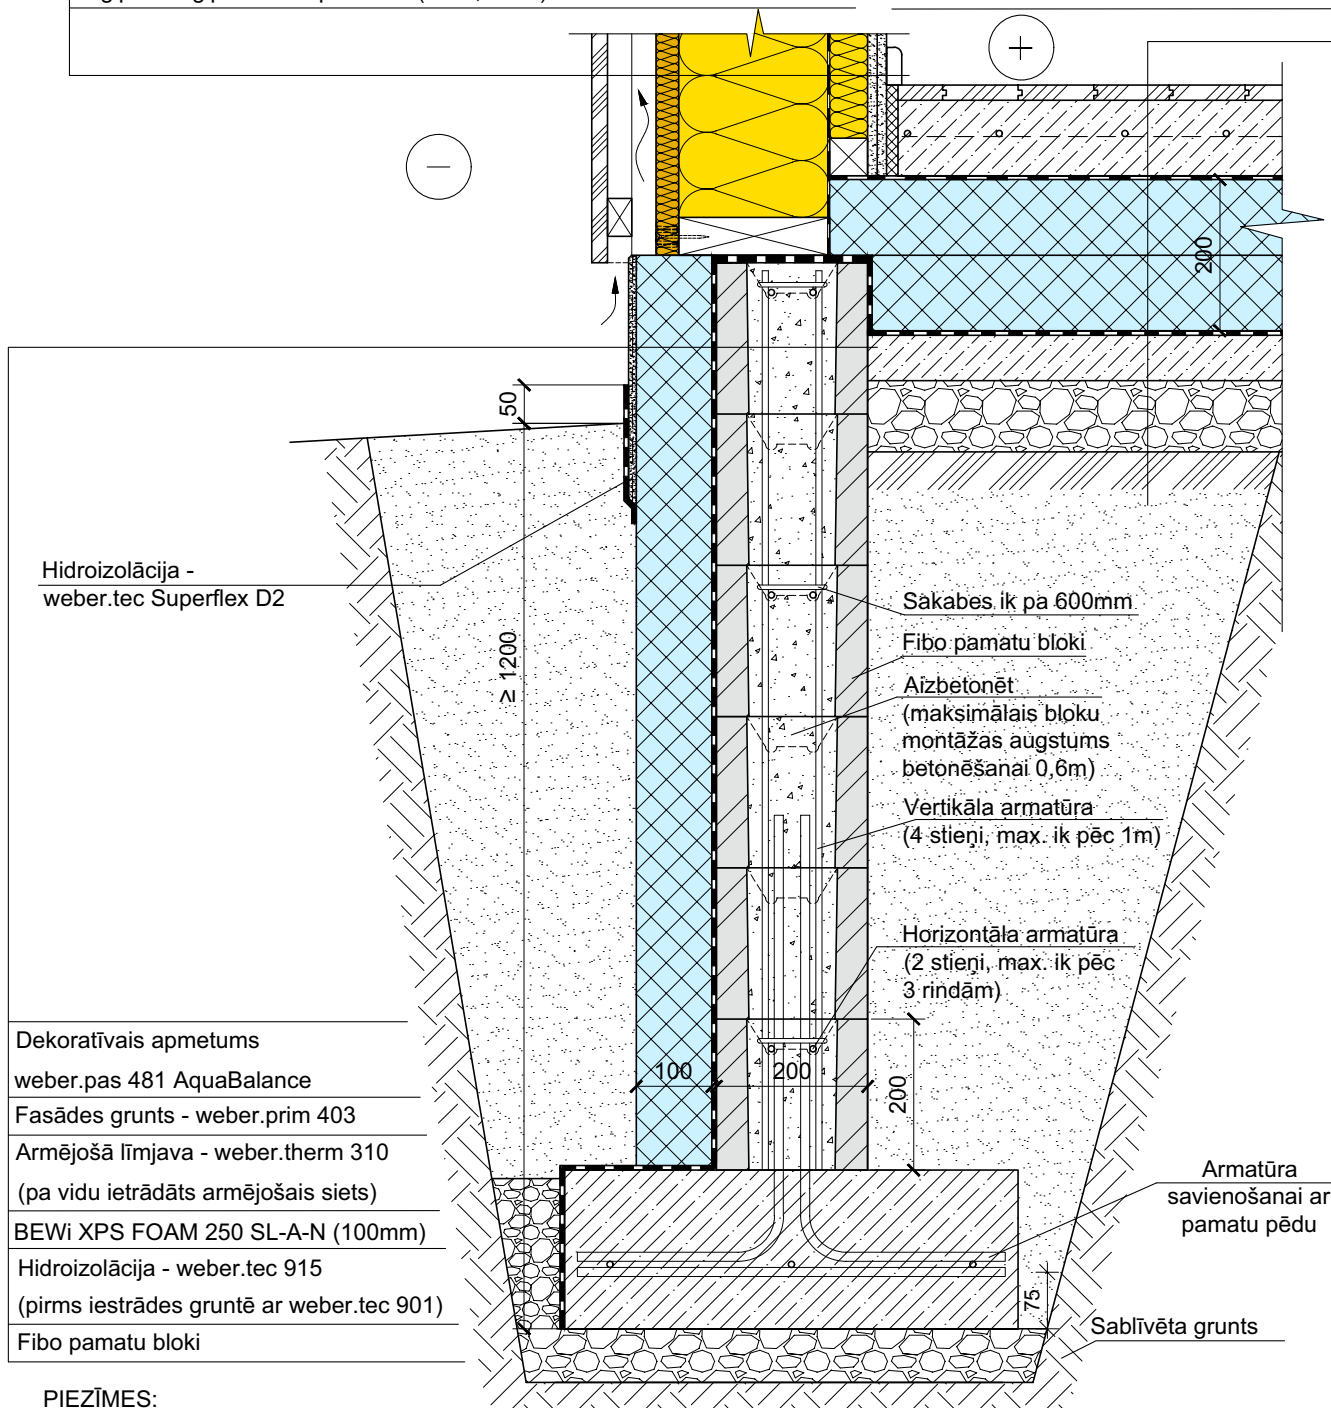 +
−
200
50
Hidroizolācija -
weber.tec Superflex D2
≥ 1200
Sakabes ik pa 600mm
Fibo pamatu bloki
Aizbetonēt
(maksimālais bloku
montāžas augstums
betonēšanai 0,6m)
Vertikāla armatūra
(4 stieņi, max. ik pēc 1m)
Horizontāla armatūra
(2 stieņi, max. ik pēc
3 rindām)
100
200
200
Dekoratīvais apmetums
weber.pas 481 AquaBalance
Fasādes grunts - weber.prim 403
Armējošā līmjava - weber.therm 310
(pa vidu ietrādāts armējošais siets)
BEWi XPS FOAM 250 SL-A-N (100mm)
Hidroizolācija - weber.tec 915
(pirms iestrādes gruntē ar weber.tec 901)
Fibo pamatu bloki
Armatūra
savienošanai ar
pamatu pēdu
75
Sablīvēta grunts
PIEZĪMES: